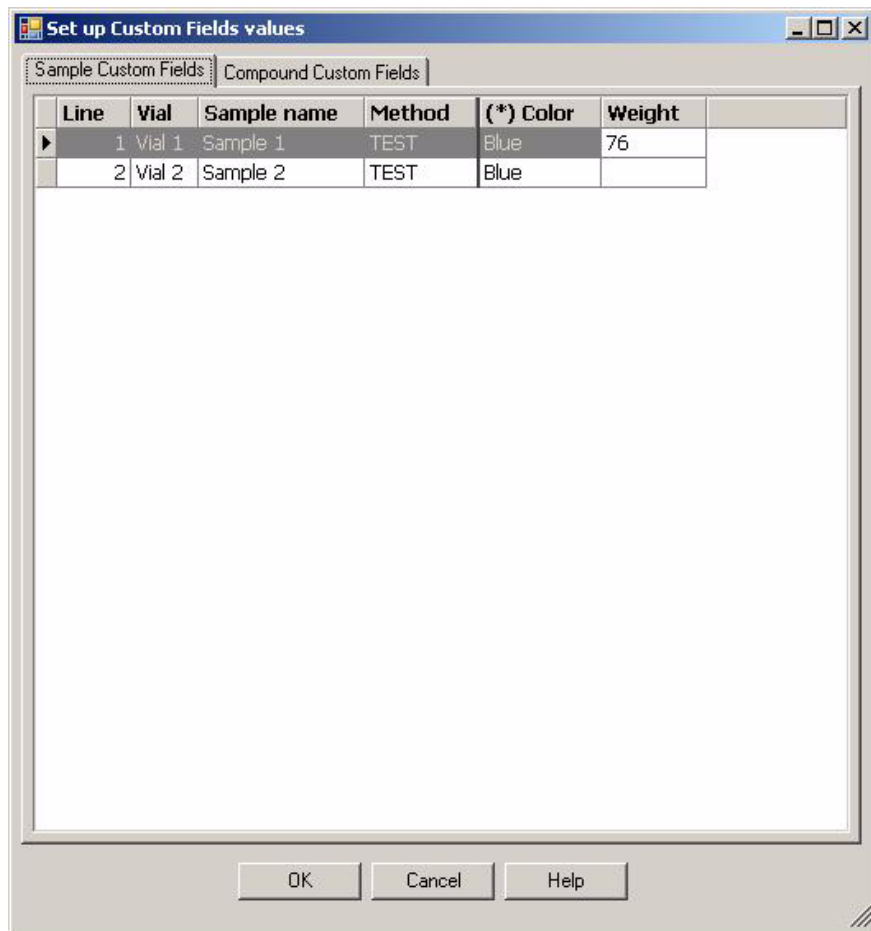 Set up Custom Fields values
Sample Custom Fields Compound Custom Fields
Line Vial Sample name Method (*) Color Weight
1 Vial 1 Sample 1 TEST Blue 76
2 Vial 2 Sample 2 TEST Blue
OK Cancel Help